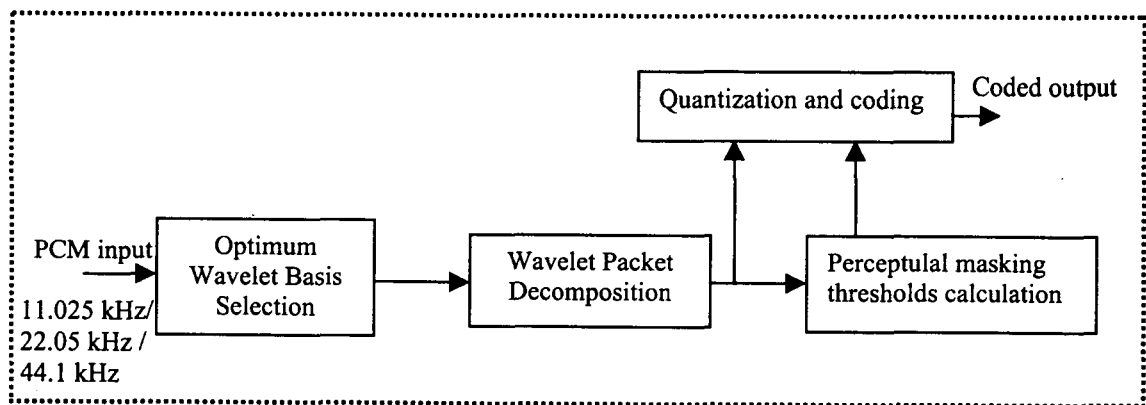 Quantization and coding
Coded output
PCM input
11.025 kHz/
22.05 kHz /
44.1 kHz
Optimum
Wavelet Basis
Selection
Wavelet Packet
Decomposition
Perceptulal masking
thresholds calculation